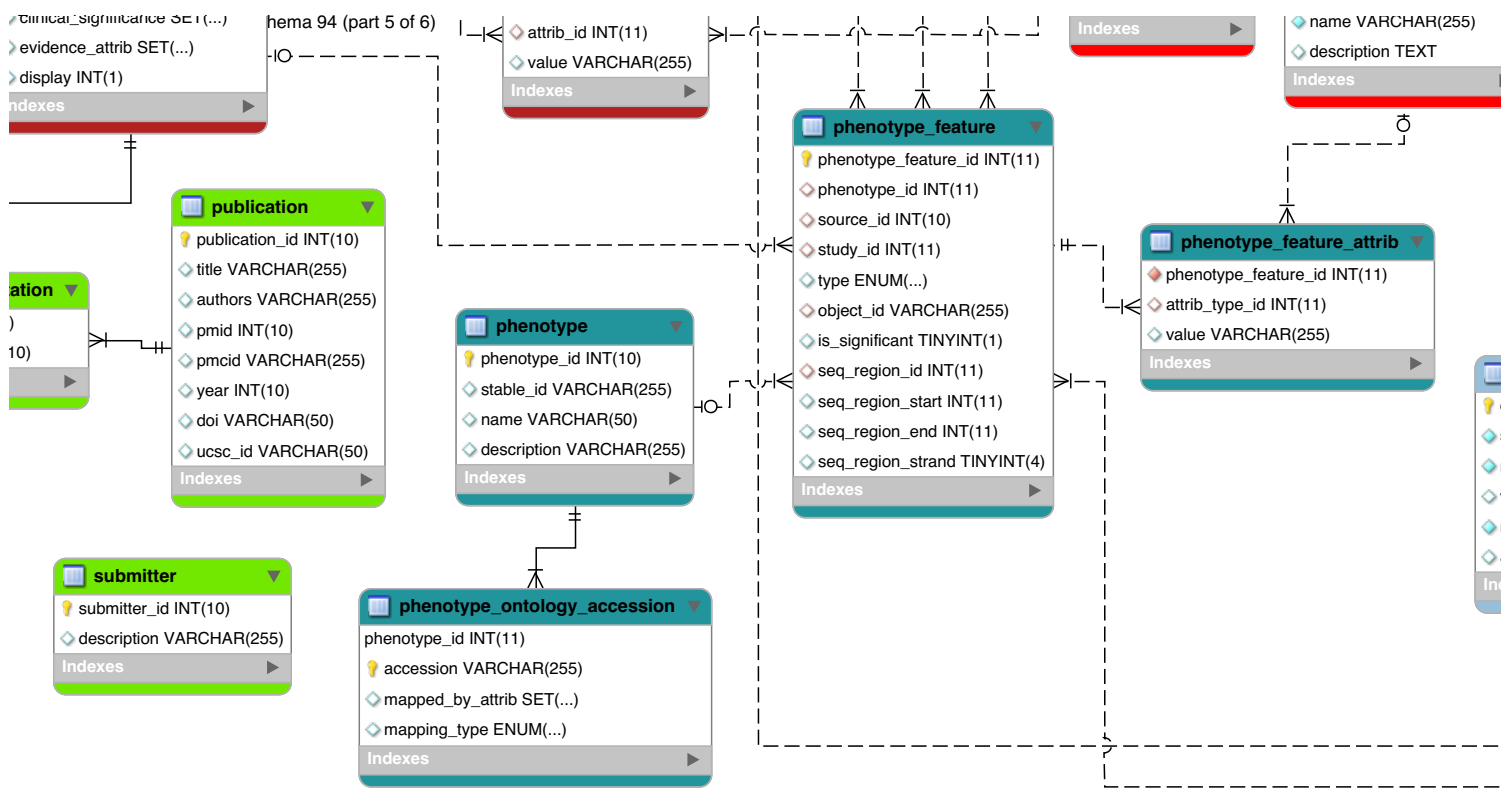 clinical_significance SET(...)
evidence_attrib SET(...)
display INT(1)
ndexes
hema 94 (part 5 of 6)
attrib_id INT(11)
value VARCHAR(255)
Indexes
Indexes
name VARCHAR(255)
description TEXT
Indexes
publication
publication_id INT(10)
title VARCHAR(255)
authors VARCHAR(255)
pmid INT(10)
pmcid VARCHAR(255)
year INT(10)
doi VARCHAR(50)
ucsc_id VARCHAR(50)
Indexes
ation
)
10)
phenotype
phenotype_id INT(10)
stable_id VARCHAR(255)
name VARCHAR(50)
description VARCHAR(255)
Indexes
phenotype_feature
phenotype_feature_id INT(11)
phenotype_id INT(11)
source_id INT(10)
study_id INT(11)
type ENUM(...)
object_id VARCHAR(255)
is_significant TINYINT(1)
seq_region_id INT(11)
seq_region_start INT(11)
seq_region_end INT(11)
seq_region_strand TINYINT(4)
Indexes
phenotype_feature_attrib
phenotype_feature_id INT(11)
attrib_type_id INT(11)
value VARCHAR(255)
Indexes
submitter
submitter_id INT(10)
description VARCHAR(255)
Indexes
phenotype_ontology_accession
phenotype_id INT(11)
accession VARCHAR(255)
mapped_by_attrib SET(...)
mapping_type ENUM(...)
Indexes
Ind